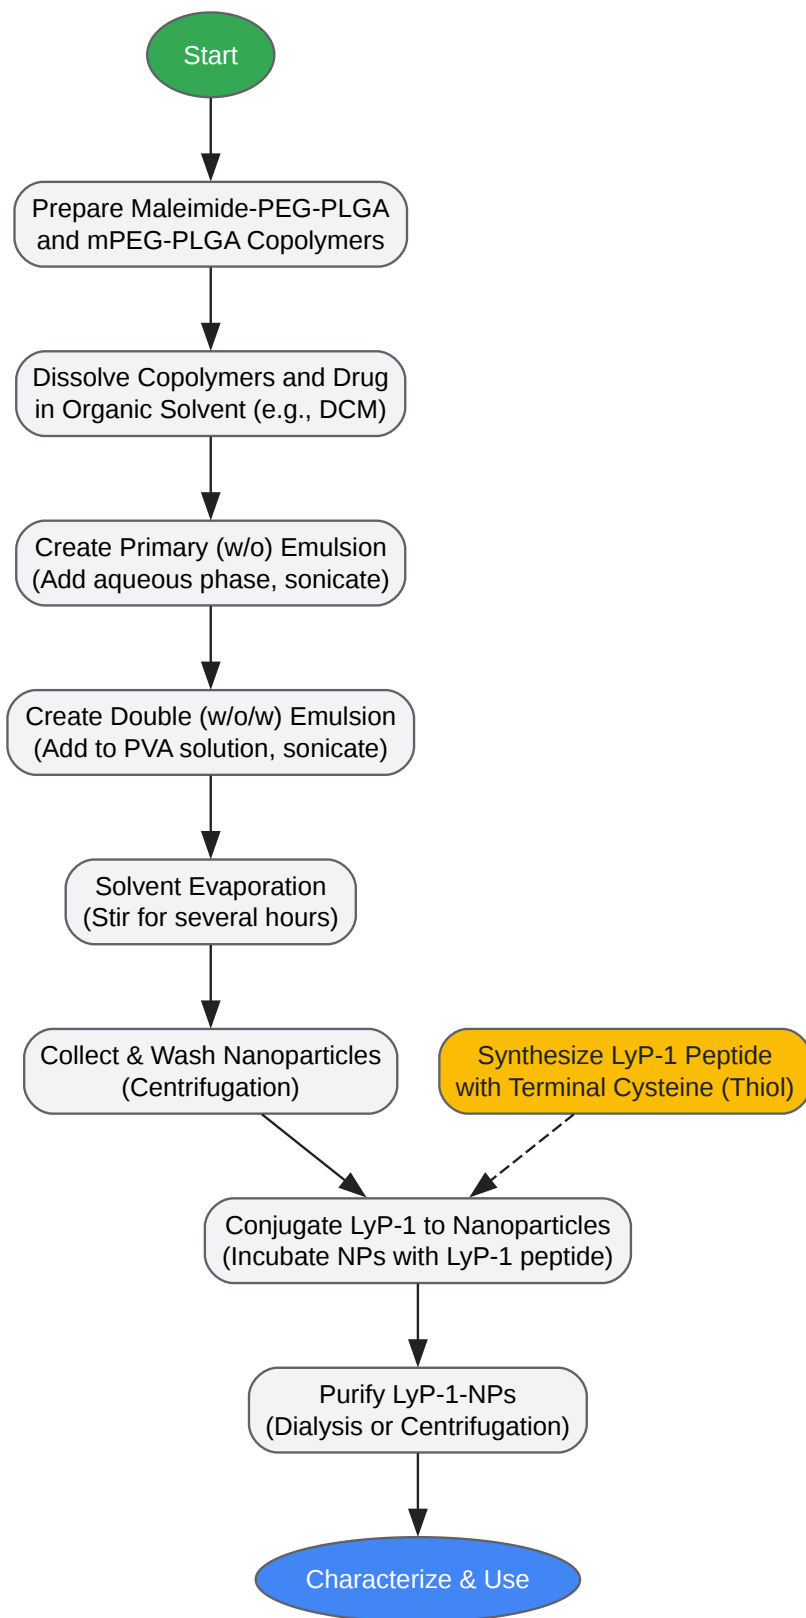 Start
Prepare Maleimide-PEG-PLGA
and mPEG-PLGA Copolymers
Dissolve Copolymers and Drug
in Organic Solvent (e.g., DCM)
Create Primary (w/o) Emulsion
(Add aqueous phase, sonicate)
Create Double (w/o/w) Emulsion
(Add to PVA solution, sonicate)
Solvent Evaporation
(Stir for several hours)
Collect & Wash Nanoparticles
(Centrifugation)
Synthesize LyP-1 Peptide
with Terminal Cysteine (Thiol)
Conjugate LyP-1 to Nanoparticles
(Incubate NPs with LyP-1 peptide)
Purify LyP-1-NPs
(Dialysis or Centrifugation)
Characterize & Use